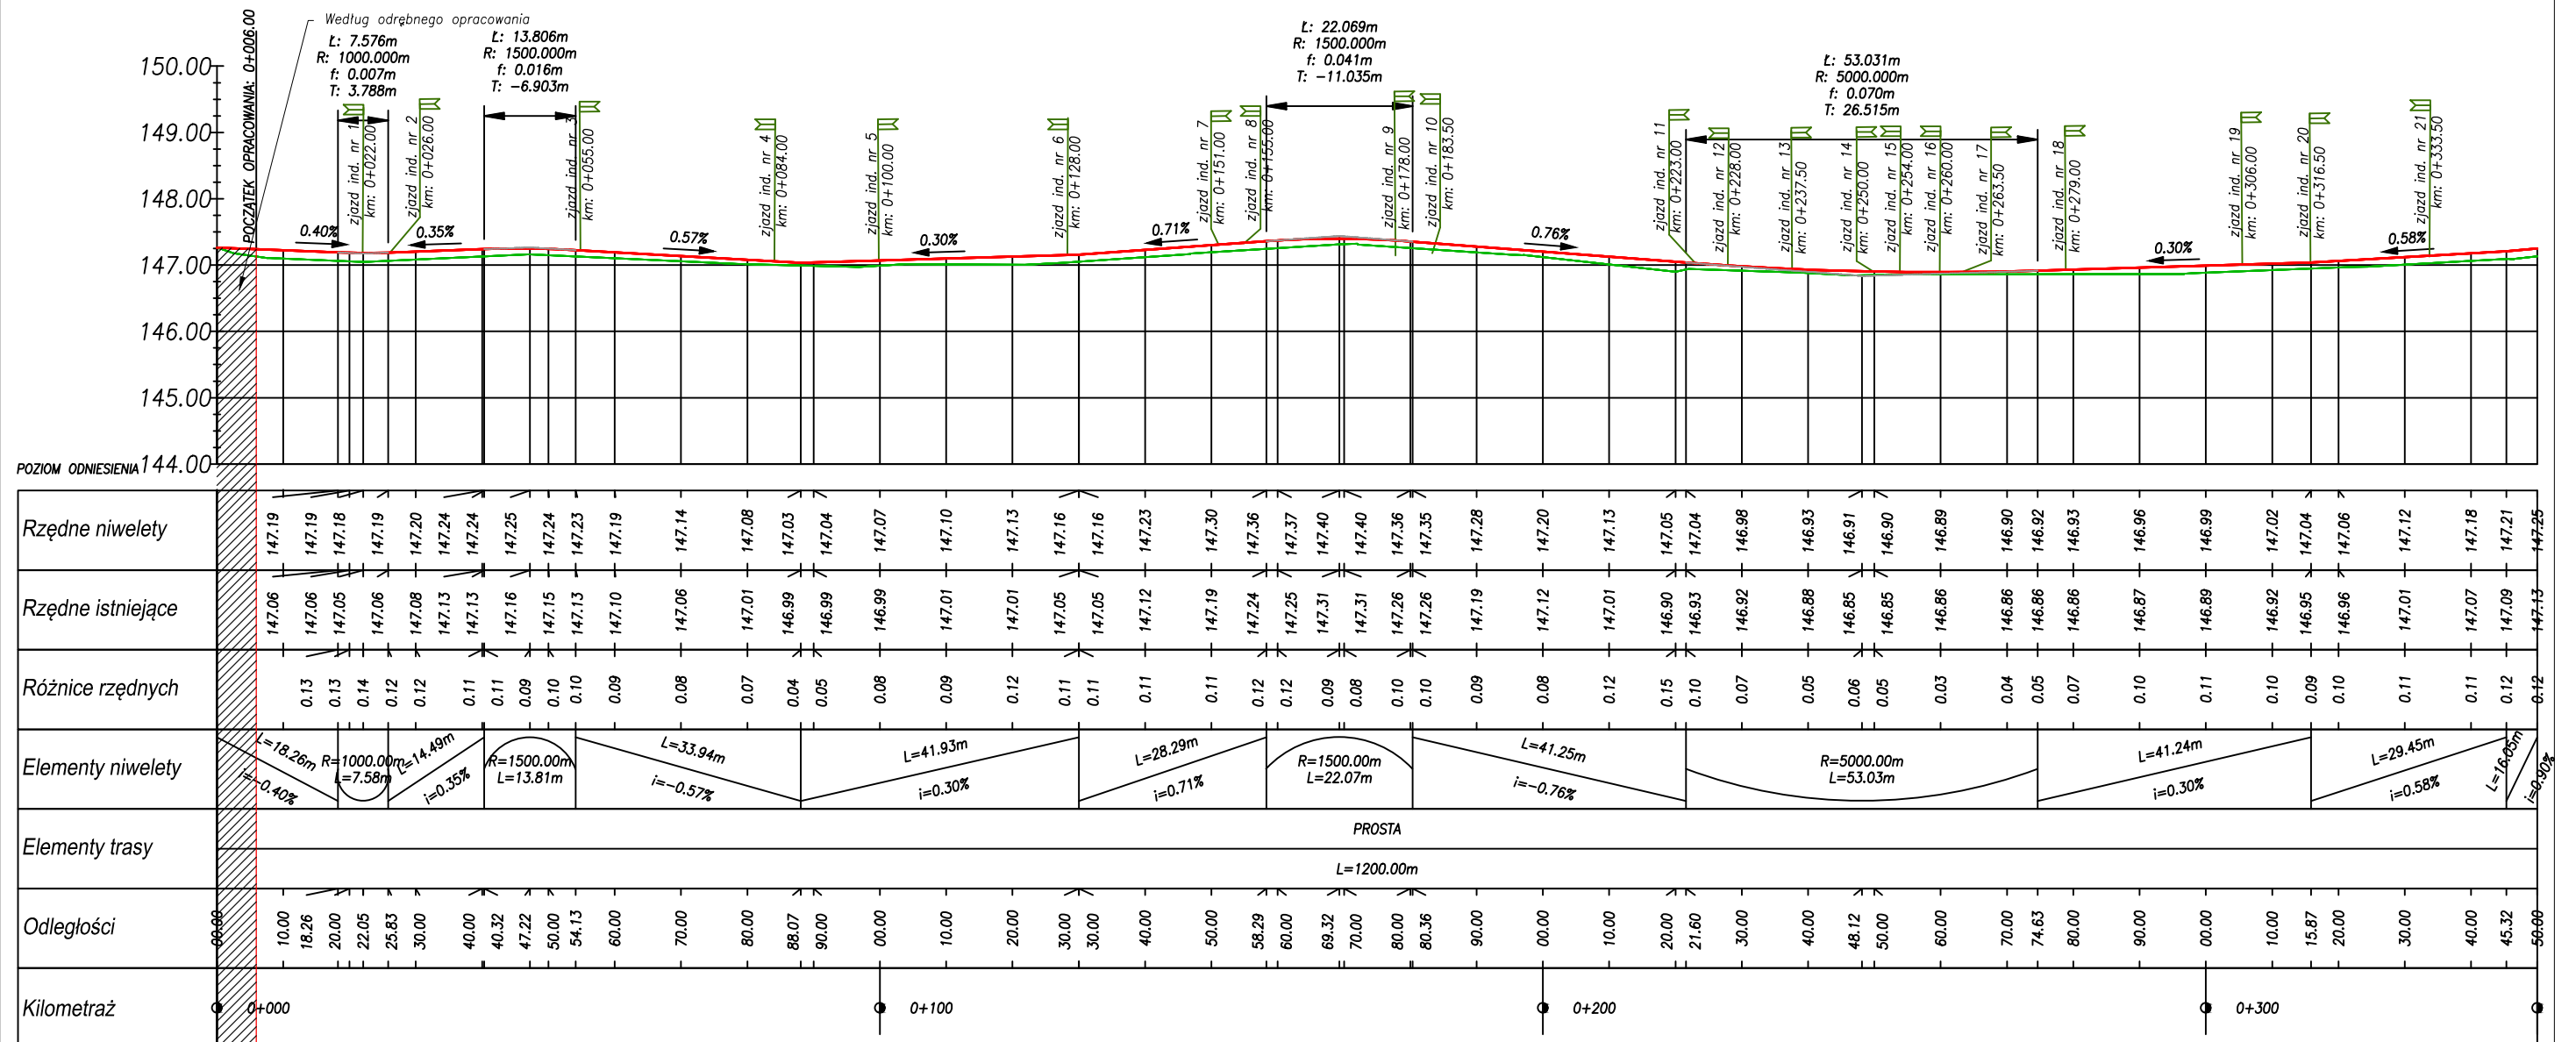 Według odrębnego opracowania
POCZĄTEK OPRACOWANIA: 0+006.00
Ł: 7.576m
R: 1000.000m
f: 0.007m
T: 3.788m
Ł: 13.806m
R: 1500.000m
f: 0.016m
T: -6.903m
Ł: 22.069m
R: 1500.000m
f: 0.041m
T: -11.035m
Ł: 53.031m
R: 5000.000m
f: 0.070m
T: 26.515m
150.00
149.00
148.00
147.00
146.00
145.00
144.00
POZIOM ODNIESIENIA
zjazd ind. nr 1
km: 0+022.00
zjazd ind. nr 2
km: 0+026.00
zjazd ind. nr 3
km: 0+055.00
zjazd ind. nr 4
km: 0+084.00
zjazd ind. nr 5
km: 0+100.00
zjazd ind. nr 6
km: 0+128.00
zjazd ind. nr 7
km: 0+151.00
zjazd ind. nr 8
km: 0+155.00
zjazd ind. nr 9
km: 0+178.00
zjazd ind. nr 10
km: 0+183.50
zjazd ind. nr 11
km: 0+223.00
zjazd ind. nr 12
km: 0+228.00
zjazd ind. nr 13
km: 0+237.50
zjazd ind. nr 14
km: 0+250.00
zjazd ind. nr 15
km: 0+254.00
zjazd ind. nr 16
km: 0+260.00
zjazd ind. nr 17
km: 0+263.50
zjazd ind. nr 18
km: 0+279.00
zjazd ind. nr 19
km: 0+306.00
zjazd ind. nr 20
km: 0+316.50
zjazd ind. nr 21
km: 0+333.50
0.40% 0.35% 0.57% 0.30% 0.71% 0.76% 0.30% 0.58%
Rzędne niwelety 147.19 147.19 147.18 147.19 147.20 147.24 147.24 147.25 147.24 147.23 147.19 147.14 147.08 147.03 147.04 147.07 147.10 147.13 147.16 147.16 147.23 147.30 147.36 147.37 147.40 147.40 147.36 147.35 147.28 147.20 147.13 147.05 147.04 146.98 146.93 146.91 146.90 146.89 146.90 146.92 146.93 146.96 146.99 147.02 147.04 147.06 147.12 147.18 147.21 147.25
Rzędne istniejące 147.06 147.06 147.05 147.06 147.08 147.13 147.13 147.16 147.15 147.13 147.10 147.06 147.01 146.99 146.99 146.99 147.01 147.01 147.05 147.05 147.12 147.19 147.24 147.25 147.31 147.31 147.26 147.26 147.19 147.12 147.01 146.90 146.93 146.92 146.88 146.85 146.85 146.86 146.86 146.86 146.86 146.87 146.89 146.92 146.95 146.96 147.01 147.07 147.09 147.13
Różnice rzędnych 0.13 0.13 0.14 0.12 0.12 0.11 0.11 0.09 0.10 0.10 0.09 0.08 0.07 0.04 0.05 0.08 0.09 0.12 0.11 0.11 0.11 0.11 0.12 0.12 0.09 0.08 0.10 0.10 0.09 0.08 0.12 0.15 0.10 0.07 0.05 0.06 0.05 0.03 0.04 0.05 0.07 0.10 0.11 0.10 0.09 0.10 0.11 0.11 0.12 0.12
Elementy niwelety
L=18.26m
i=-0.40%
R=1000.00m
L=7.58m
L=14.49m
i=0.35%
R=1500.00m
L=13.81m
L=33.94m
i=-0.57%
L=41.93m
i=0.30%
L=28.29m
i=0.71%
R=1500.00m
L=22.07m
L=41.25m
i=-0.76%
R=5000.00m
L=53.03m
L=41.24m
i=0.30%
L=29.45m
i=0.58%
L=16.05m
i=0.90%
Elementy trasy
PROSTA
L=1200.00m
Odległości 00.00 10.00 18.26 20.00 22.05 25.83 30.00 40.00 40.32 47.22 50.00 54.13 60.00 70.00 80.00 88.07 90.00 00.00 10.00 20.00 30.00 30.00 40.00 50.00 58.29 60.00 69.32 70.00 80.00 80.36 90.00 00.00 10.00 20.00 21.60 30.00 40.00 48.12 50.00 60.00 70.00 74.63 80.00 90.00 00.00 10.00 15.87 20.00 30.00 40.00 45.32 50.00
Kilometraż 0+000 0+100 0+200 0+300